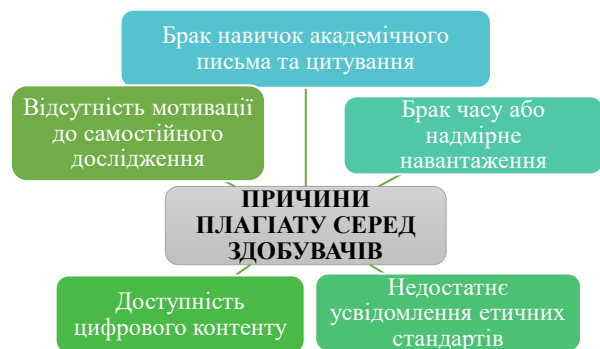 Брак навичок академічного
письма та цитування
Відсутність мотивації
до самостійного
дослідження
Брак часу або
надмірне
навантаження
ПРИЧИНИ
ПЛАГІАТУ СЕРЕД
ЗДОБУВАЧІВ
Доступність
цифрового контенту
Недостатнє
усвідомлення етичних
стандартів